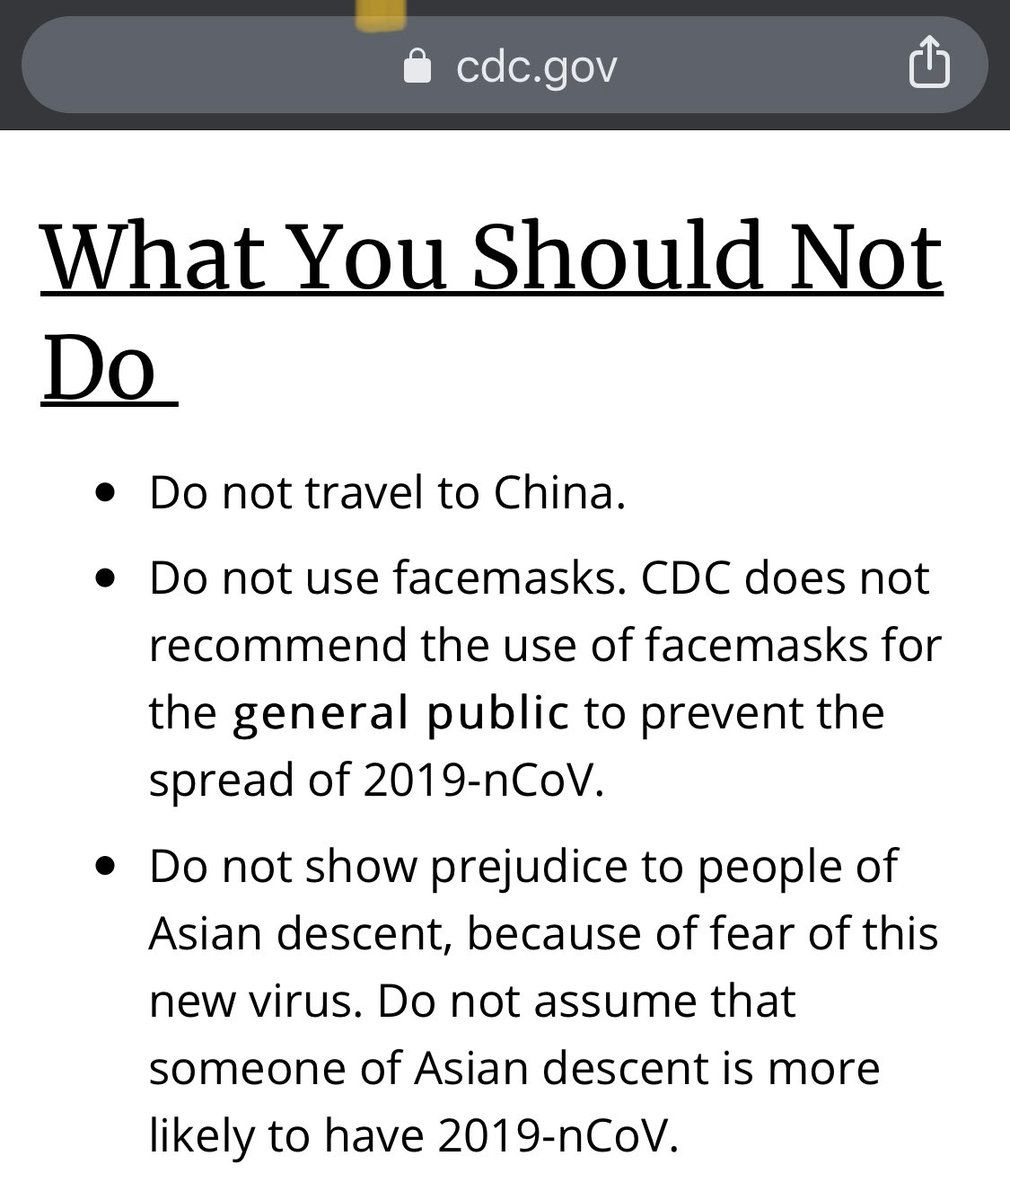 cdc.gov
What You Should Not
Do
• Do not travel to China.
• Do not use facemasks. CDC does not
recommend the use of facemasks for
the general public to prevent the
spread of 2019-nCoV.
• Do not show prejudice to people of
Asian descent, because of fear of this
new virus. Do not assume that
someone of Asian descent is more
likely to have 2019-nCoV.